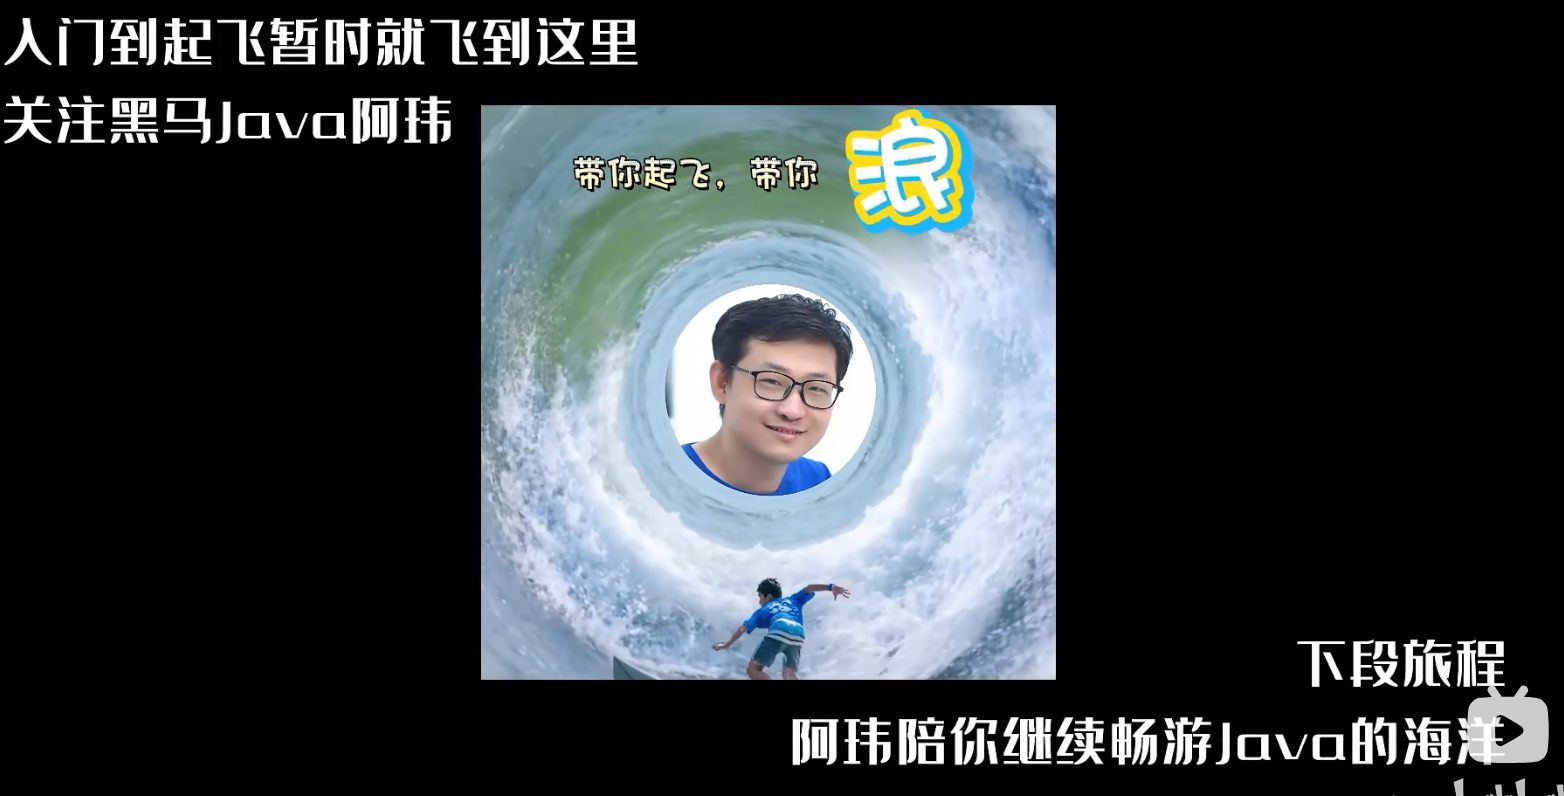 入门到起飞暂时就飞到这里
关注黑马Java阿玮
带你起飞，带你 浪
下段旅程
阿玮陪你继续畅游Java的海洋